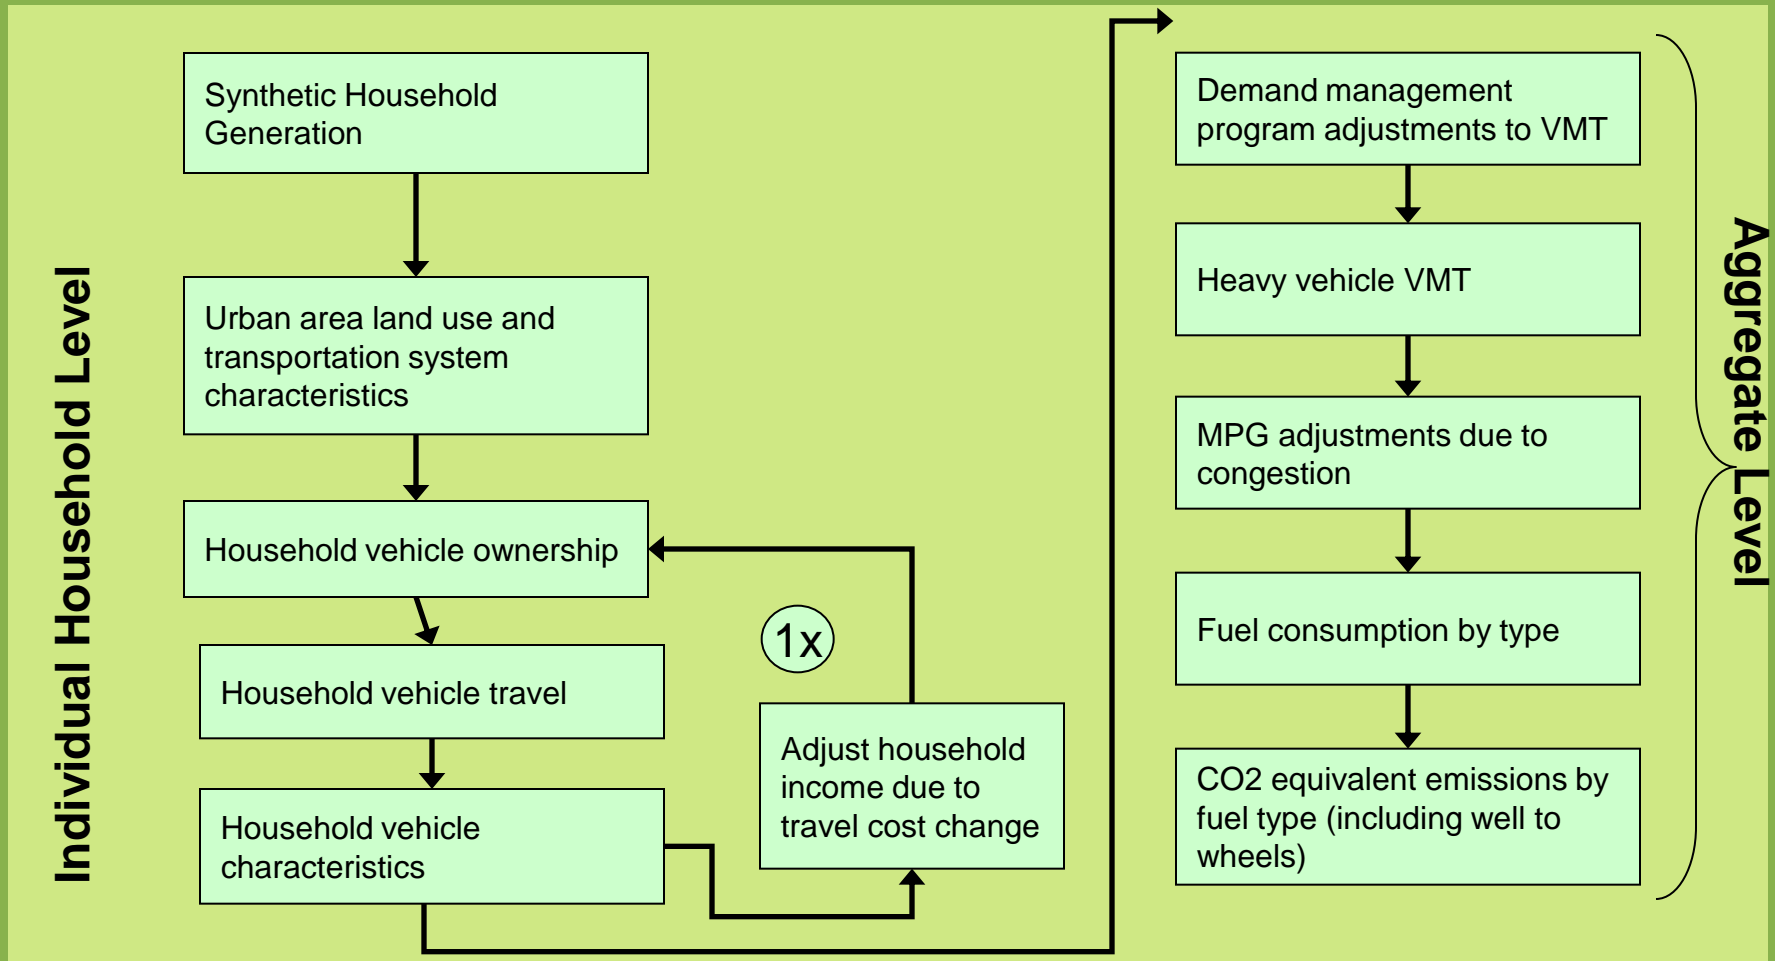 Individual Household Level
Synthetic Household
Generation
Urban area land use and
transportation system
characteristics
Household vehicle ownership
Household vehicle travel
Household vehicle
characteristics
1x
Adjust household
income due to
travel cost change
Demand management
program adjustments to VMT
Heavy vehicle VMT
MPG adjustments due to
congestion
Fuel consumption by type
CO2 equivalent emissions by
fuel type (including well to
wheels)
Aggregate Level